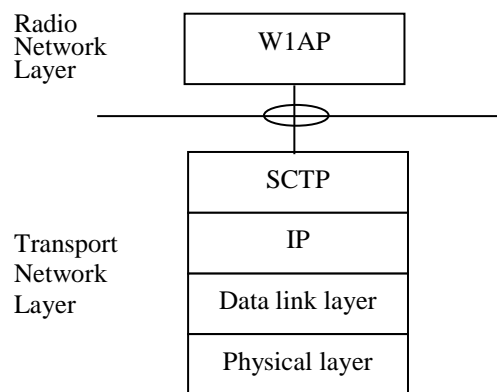 Radio
Network
Layer
W1AP
SCTP
IP
Transport
Network
Layer
Data link layer
Physical layer